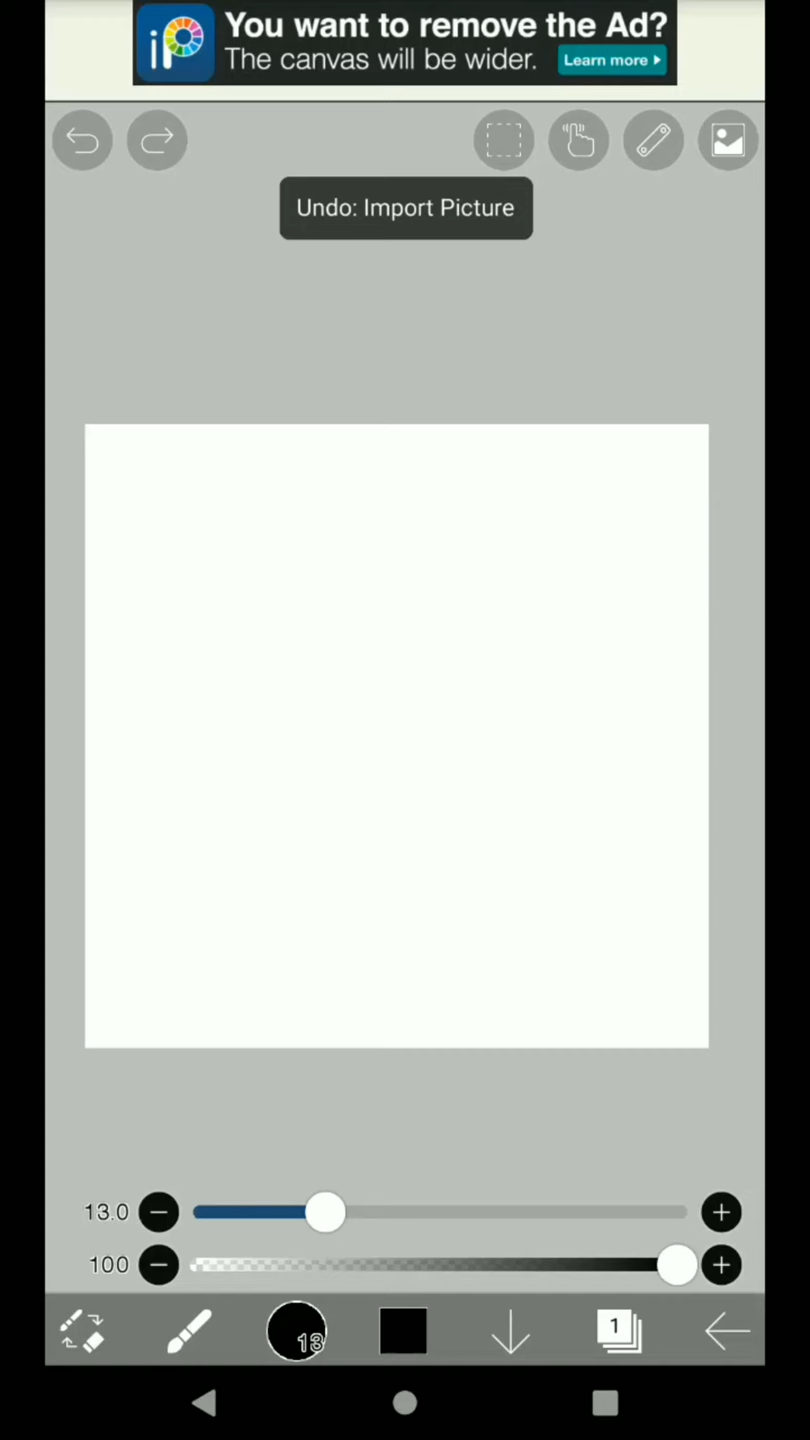 iP
You want to remove the Ad?
The canvas will be wider.
Learn more
Undo: Import Picture
13.0
100
13
1